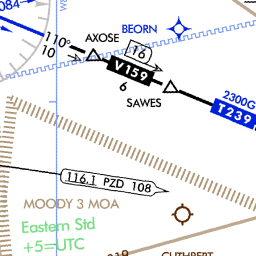 084
AXOSE
BEORN
16
110°
10
V159
6
SAWES
2300G
T239
116.1 PZD 108
MOODY 3 MOA
Eastern Std
+5=UTC
CUTHBERT